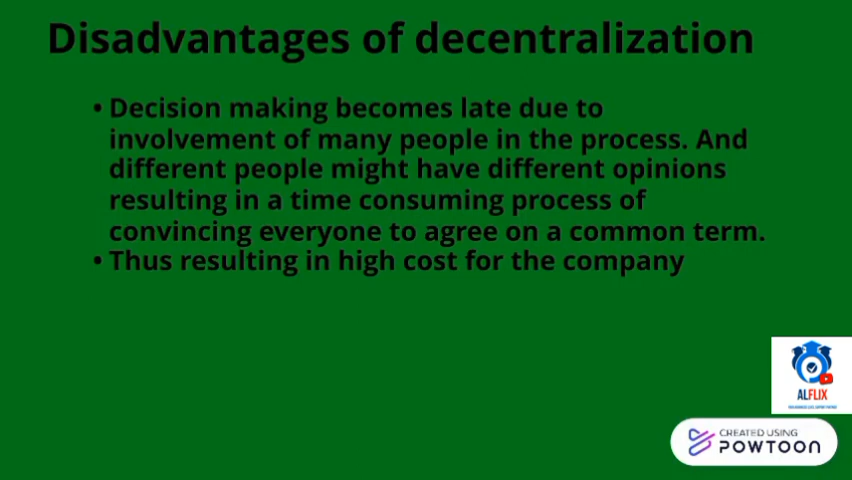 Disadvantages of decentralization
• Decision making becomes late due to
involvement of many people in the process. And
different people might have different opinions
resulting in a time consuming process of
convincing everyone to agree on a common term.
• Thus resulting in high cost for the company
ALFLIX
CREATED USING
POWTOON